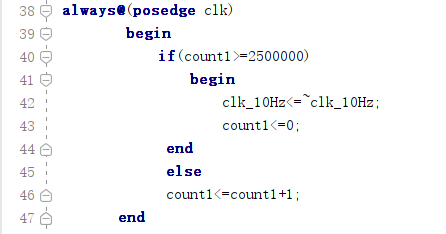 38 always@(posedge clk)
39 begin
40 if(count1>=2500000)
41 begin
42 clk_10Hz<=~clk_10Hz;
43 count1<=0;
44 end
45 else
46 count1<=count1+1;
47 end